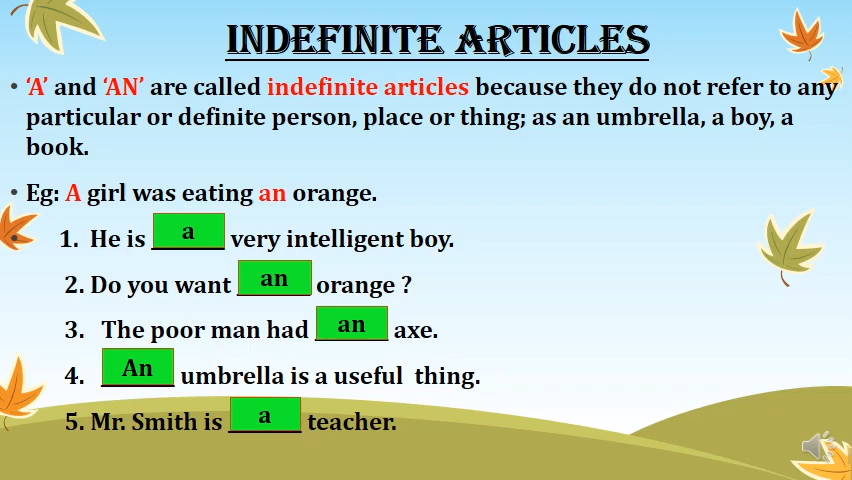 INDEFINITE ARTICLES
• ‘A’ and ‘AN’ are called indefinite articles because they do not refer to any
particular or definite person, place or thing; as an umbrella, a boy, a
book.
• Eg: A girl was eating an orange.
1. He is a very intelligent boy.
2. Do you want an orange ?
3. The poor man had an axe.
4. An umbrella is a useful thing.
5. Mr. Smith is a teacher.